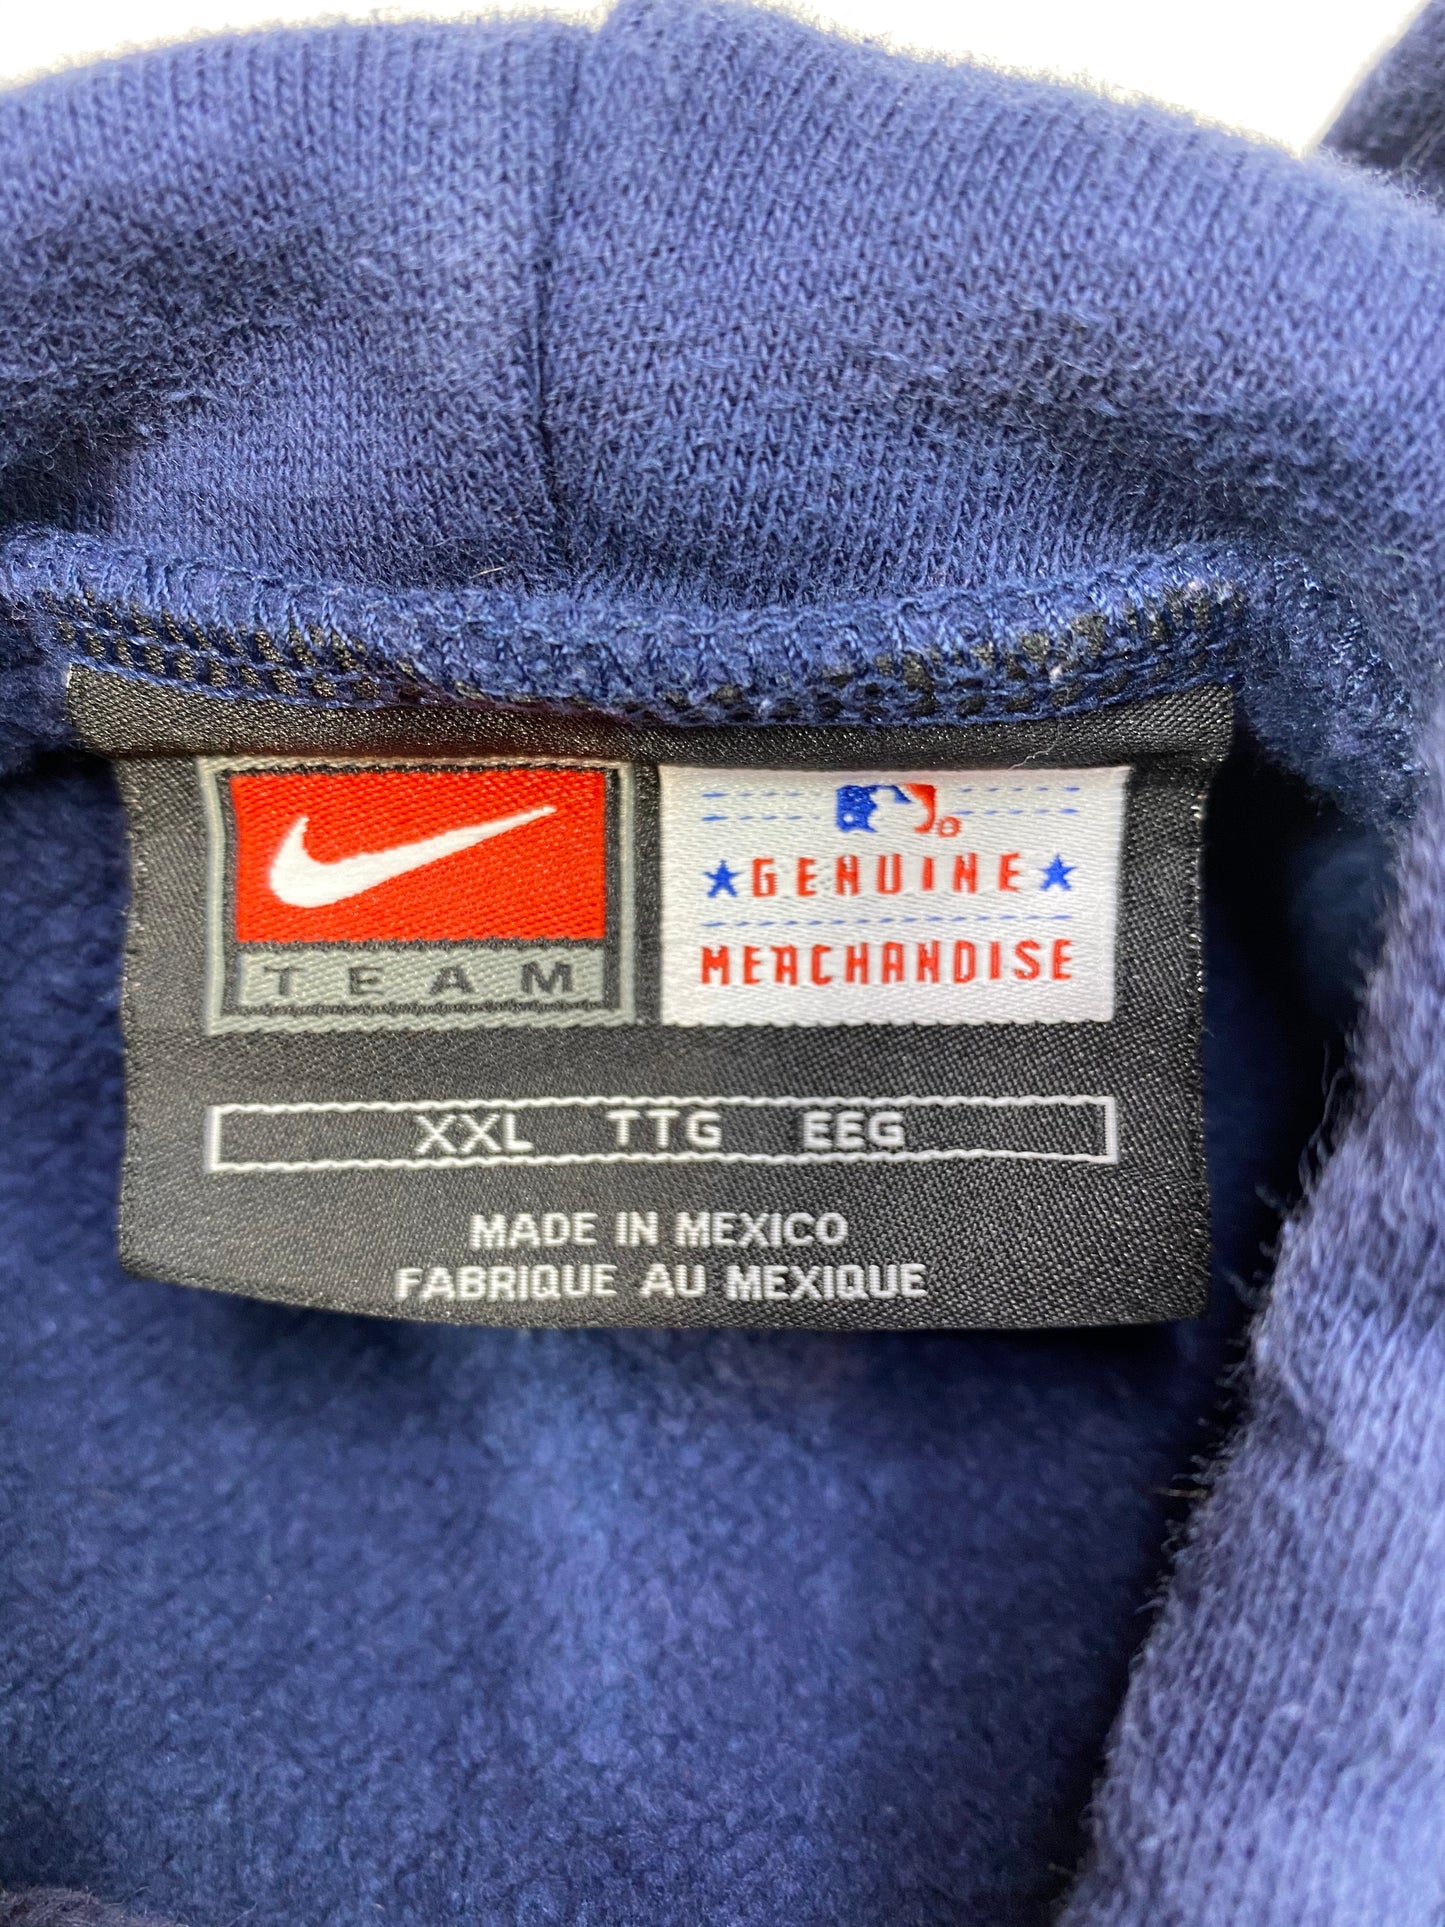 TEAM
GENUINE
MERCHANDISE
XXL TTG EEG
MADE IN MEXICO
FABRIQUE AU MEXIQUE